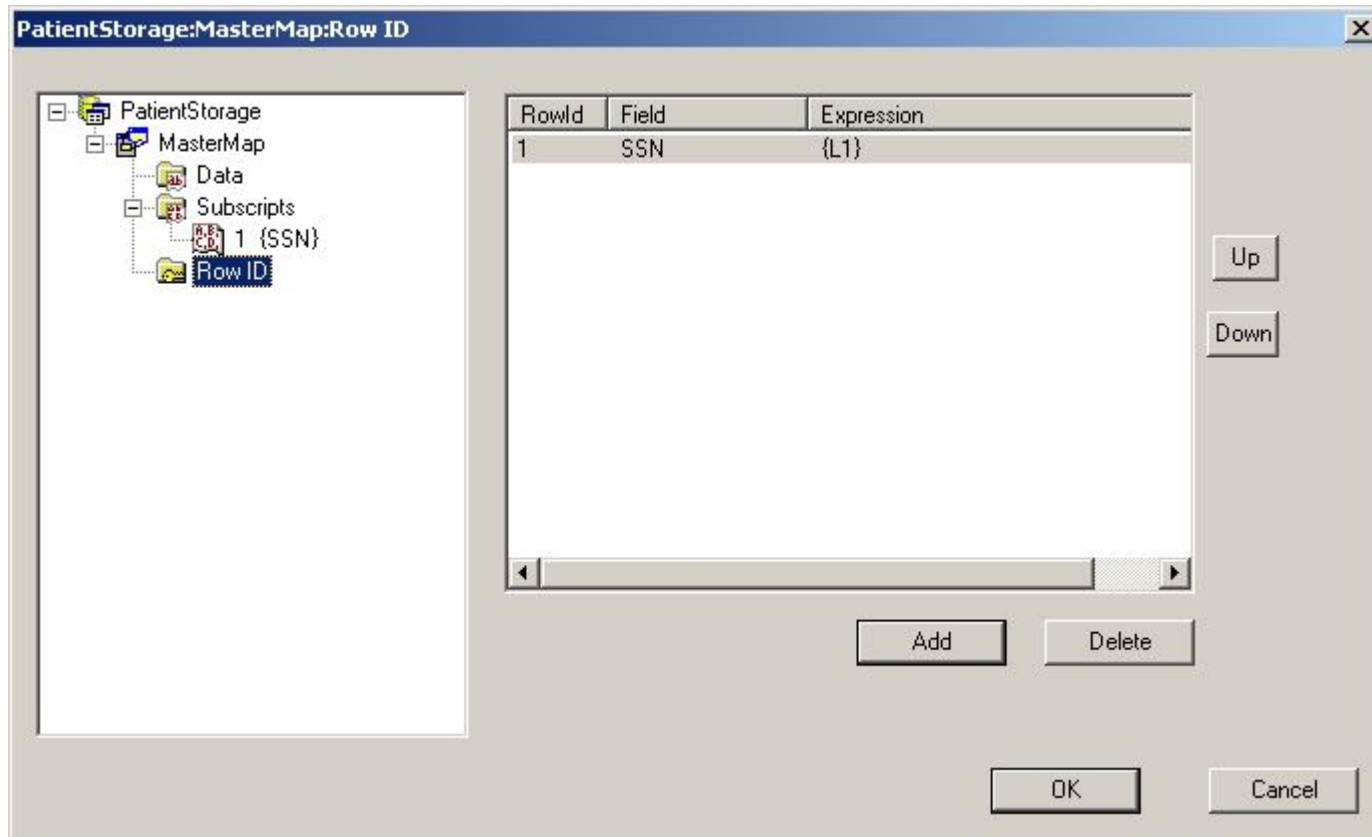 PatientStorage:MasterMap:Row ID
PatientStorage
MasterMap
Data
Subscripts
1 {SSN}
Row ID
RowId Field Expression
1 SSN {L1}
Up
Down
Add Delete
OK Cancel